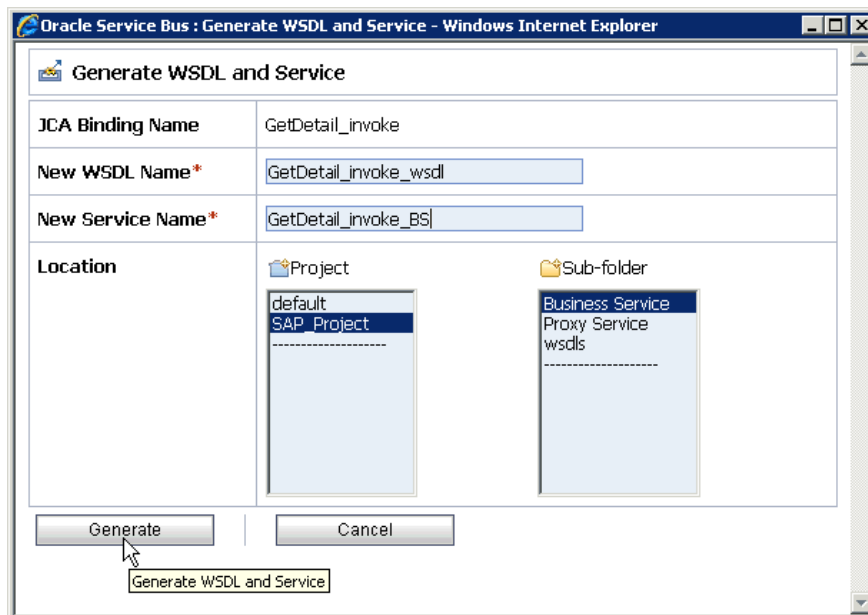 Oracle Service Bus : Generate WSDL and Service - Windows Internet Explorer
Generate WSDL and Service
JCA Binding Name GetDetail_invoke
New WSDL Name* GetDetail_invoke_wsdl
New Service Name* GetDetail_invoke_BS
Location Project Sub-folder
default Business Service
SAP_Project Proxy Service
-------------------- wsdls
--------------------
Generate Cancel
Generate WSDL and Service